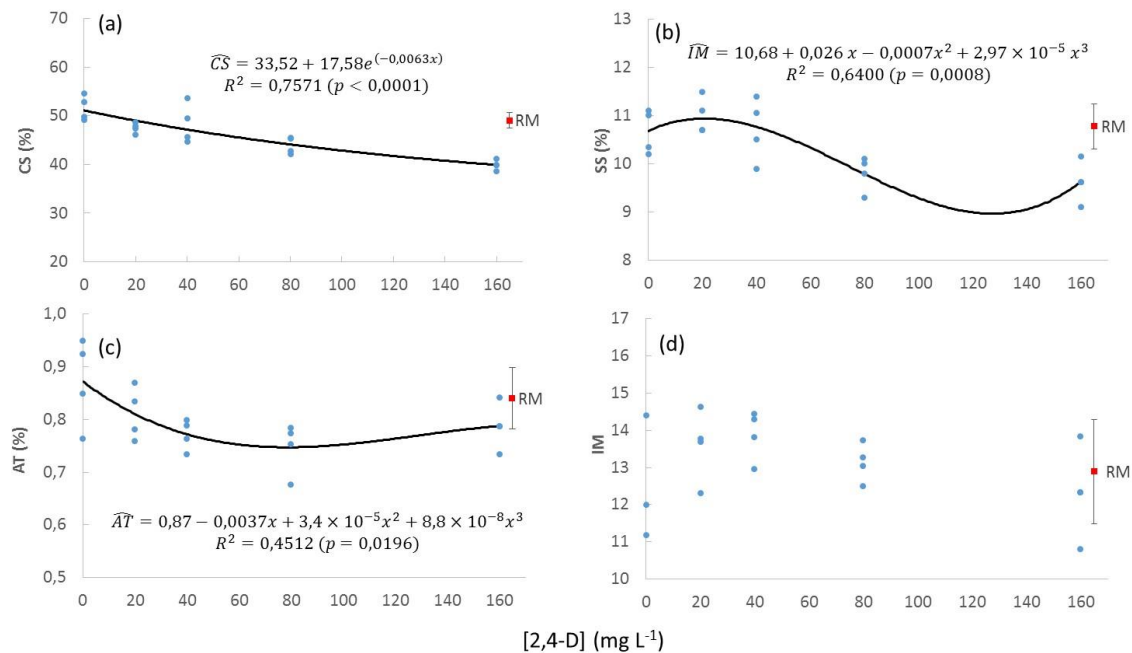 (a)
70
60
50
40
30
20
0 20 40 60 80 100 120 140 160
CS (%)
ĈS = 33,52 + 17,58e^(−0,0063x)
R² = 0,7571 (p < 0,0001)
RM
(b)
13
12
11
10
9
8
0 20 40 60 80 100 120 140 160
SS (%)
ÎM = 10,68 + 0,026 x − 0,0007x² + 2,97 × 10⁻⁵ x³
R² = 0,6400 (p = 0,0008)
RM
(c)
1,0
0,9
0,8
0,7
0,6
0,5
0 20 40 60 80 100 120 140 160
AT (%)
ÂT = 0,87 − 0,0037x + 3,4 × 10⁻⁵x² + 8,8 × 10⁻⁸x³
R² = 0,4512 (p = 0,0196)
RM
(d)
17
16
15
14
13
12
11
10
0 20 40 60 80 100 120 140 160
IM
RM
[2,4-D] (mg L⁻¹)